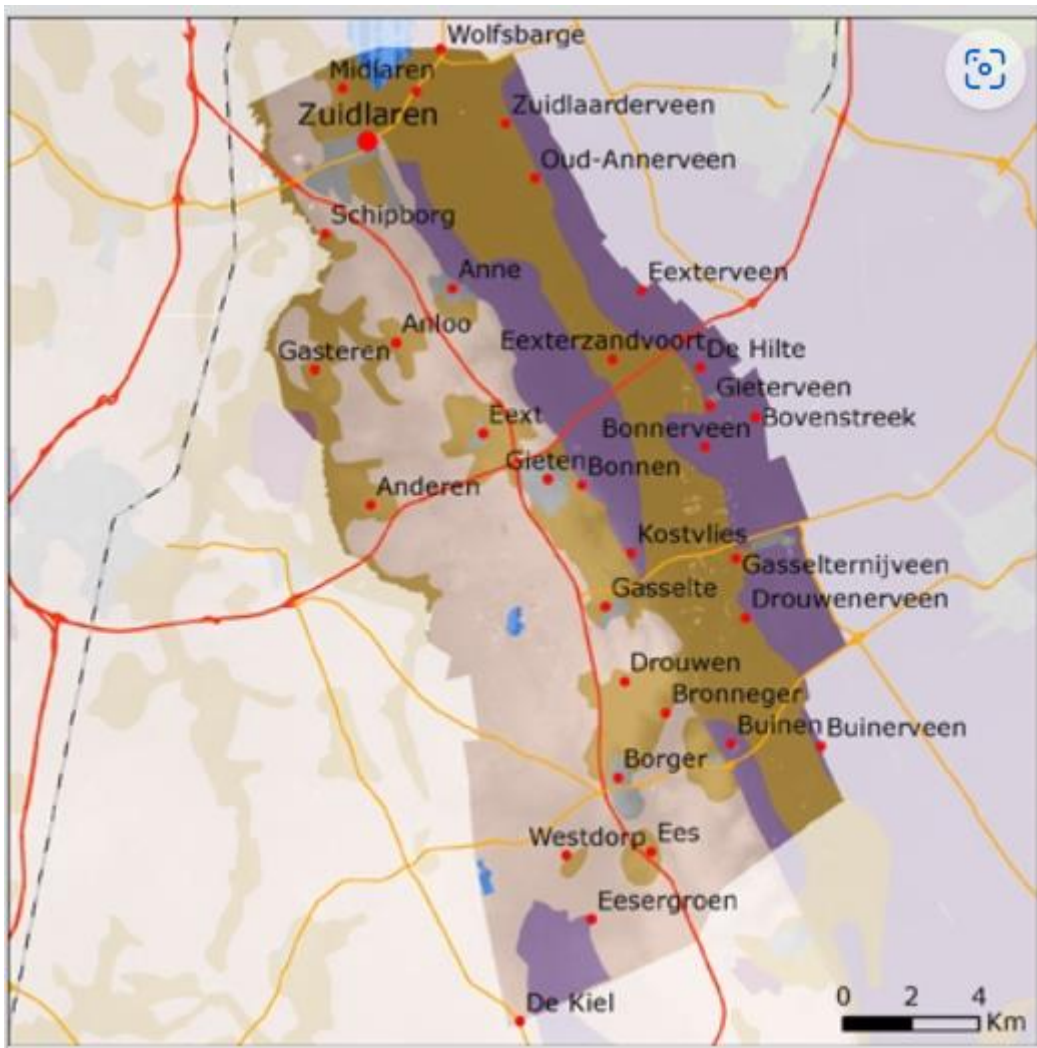 Wolfsbarge
Midlaren
Zuidlaren
Zuidlaarderveen
Oud-Annerveen
Schipborg
Anne
Eexterveen
Anloo
Eexterzandvoort
De Hilte
Gasteren
Gieterveen
Eext
Bovenstreek
Bonnerveen
Gieten
Bonnen
Anderen
Kostvlies
Gasselternijveen
Gasselte
Drouwenerveen
Drouwen
Bronneger
Buinen
Buinerveen
Borger
Westdorp
Ees
Eesergroen
De Kiel
0 2 4
Km